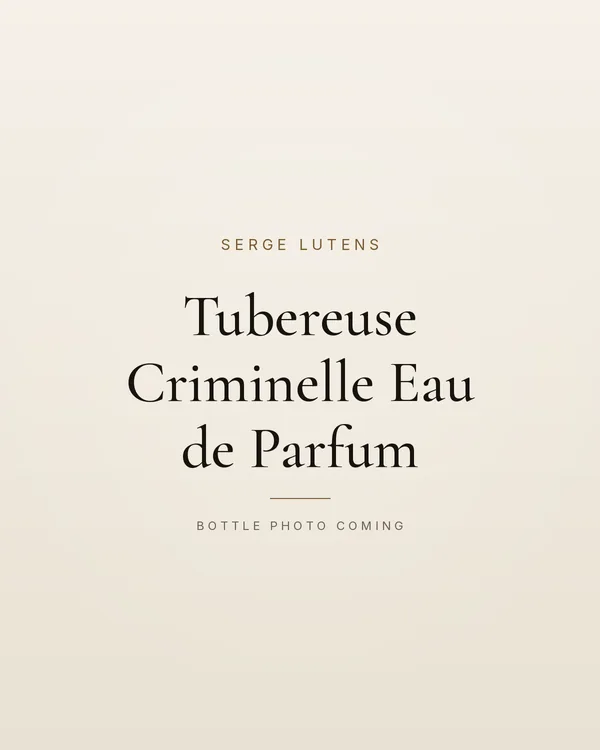 SERGE LUTENS
Tubereuse
Criminelle Eau
de Parfum
BOTTLE PHOTO COMING